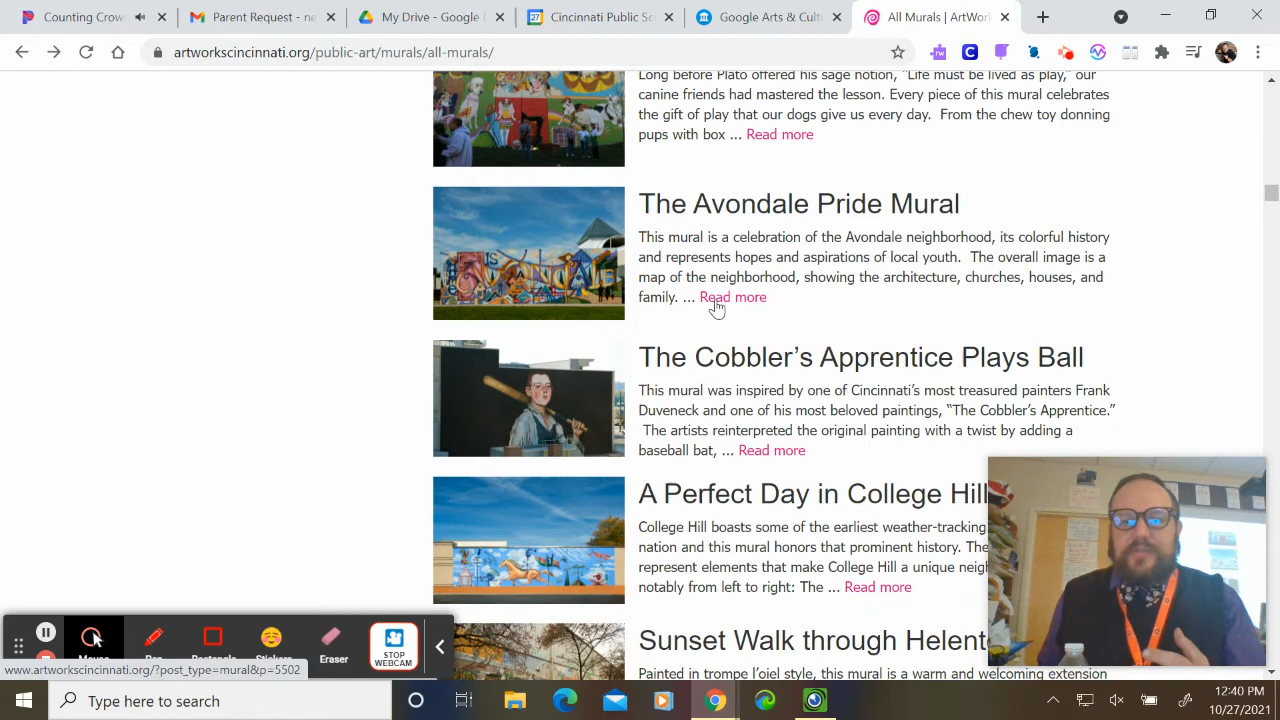 Counting Crow
Parent Request - ne
My Drive - Google
27
Cincinnati Public Sc
Google Arts & Cultu
All Murals | ArtWor
artworkscincinnati.org/public-art/murals/all-murals/
rw
Long before Plato offered his sage notion, "Life must be lived as play," our
canine friends had mastered the lesson. Every piece of this mural celebrates
the gift of play that our dogs give us every day. From the chew toy donning
pups with box ... Read more
The Avondale Pride Mural
This mural is a celebration of the Avondale neighborhood, its colorful history
and represents hopes and aspirations of local youth. The overall image is a
map of the neighborhood, showing the architecture, churches, houses, and
family. ... Read more
The Cobbler's Apprentice Plays Ball
This mural was inspired by one of Cincinnati's most treasured painters Frank
Duveneck and one of his most beloved paintings, “The Cobbler's Apprentice.”
The artists reinterpreted the original painting with a twist by adding a
baseball bat, ... Read more
A Perfect Day in College Hill
College Hill boasts some of the earliest weather-tracking
nation and this mural honors that prominent history. The
represent elements that make College Hill a unique neig
notably from left to right: The ... Read more
Sunset Walk through Helent
Painted in trompe l'oiel style, this mural is a warm and welcoming extension
Eraser
STOP
WEBCAM
www.artworkscincinnati.org/?post_type=mural&p=5502
Type here to search
12:40 PM
10/27/2021